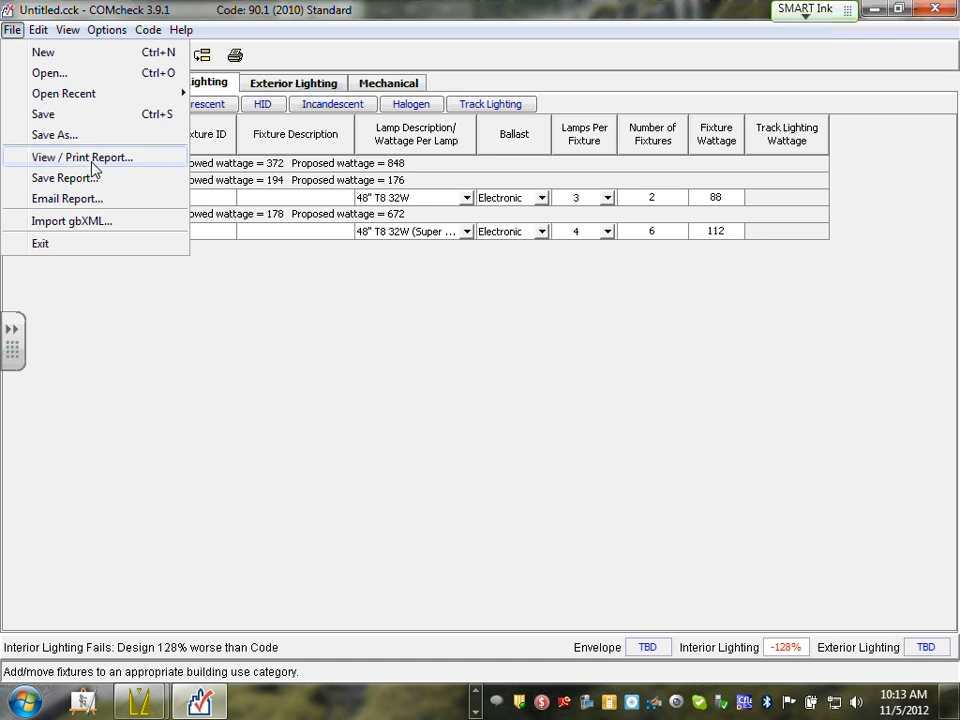 Untitled.cck - COMcheck 3.9.1 Code: 90.1 (2010) Standard
SMART Ink
File Edit View Options Code Help
New Ctrl+N
Open... Ctrl+O
Open Recent
Save Ctrl+S
Save As...
View / Print Report...
Save Report...
Email Report...
Import gbXML...
Exit
ighting Exterior Lighting Mechanical
rescent HID Incandescent Halogen Track Lighting
xture ID Fixture Description Lamp Description/ Wattage Per Lamp Ballast Lamps Per Fixture Number of Fixtures Fixture Wattage Track Lighting Wattage
owed wattage = 372 Proposed wattage = 848
owed wattage = 194 Proposed wattage = 176
48" T8 32W Electronic 3 2 88
owed wattage = 178 Proposed wattage = 672
48" T8 32W (Super ... Electronic 4 6 112
Interior Lighting Fails: Design 128% worse than Code Envelope TBD Interior Lighting -128% Exterior Lighting TBD
Add/move fixtures to an appropriate building use category.
10:13 AM
11/5/2012